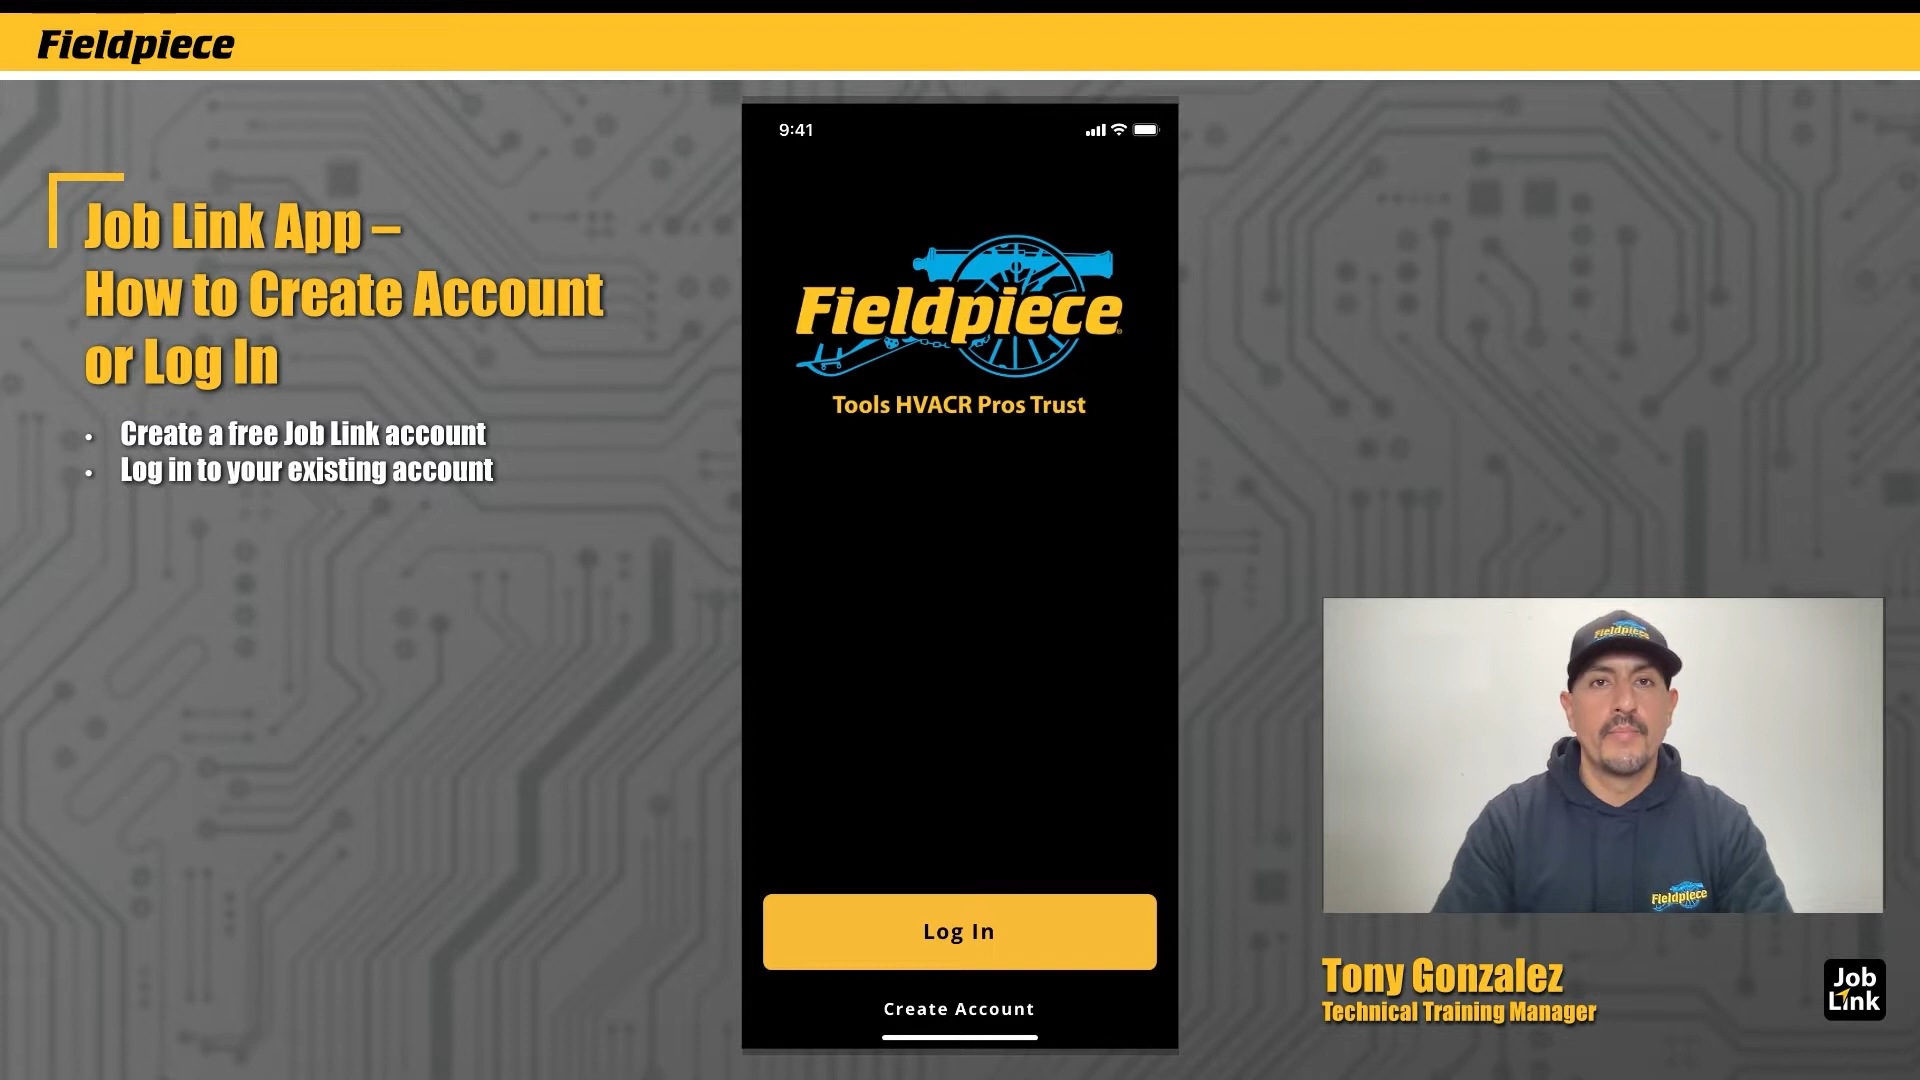 Fieldpiece
Job Link App –
How to Create Account
or Log In
• Create a free Job Link account
• Log in to your existing account
9:41
Fieldpiece
Tools HVACR Pros Trust
Log In
Create Account
Fieldpiece
Fieldpiece
Tony Gonzalez
Technical Training Manager
Job
Link